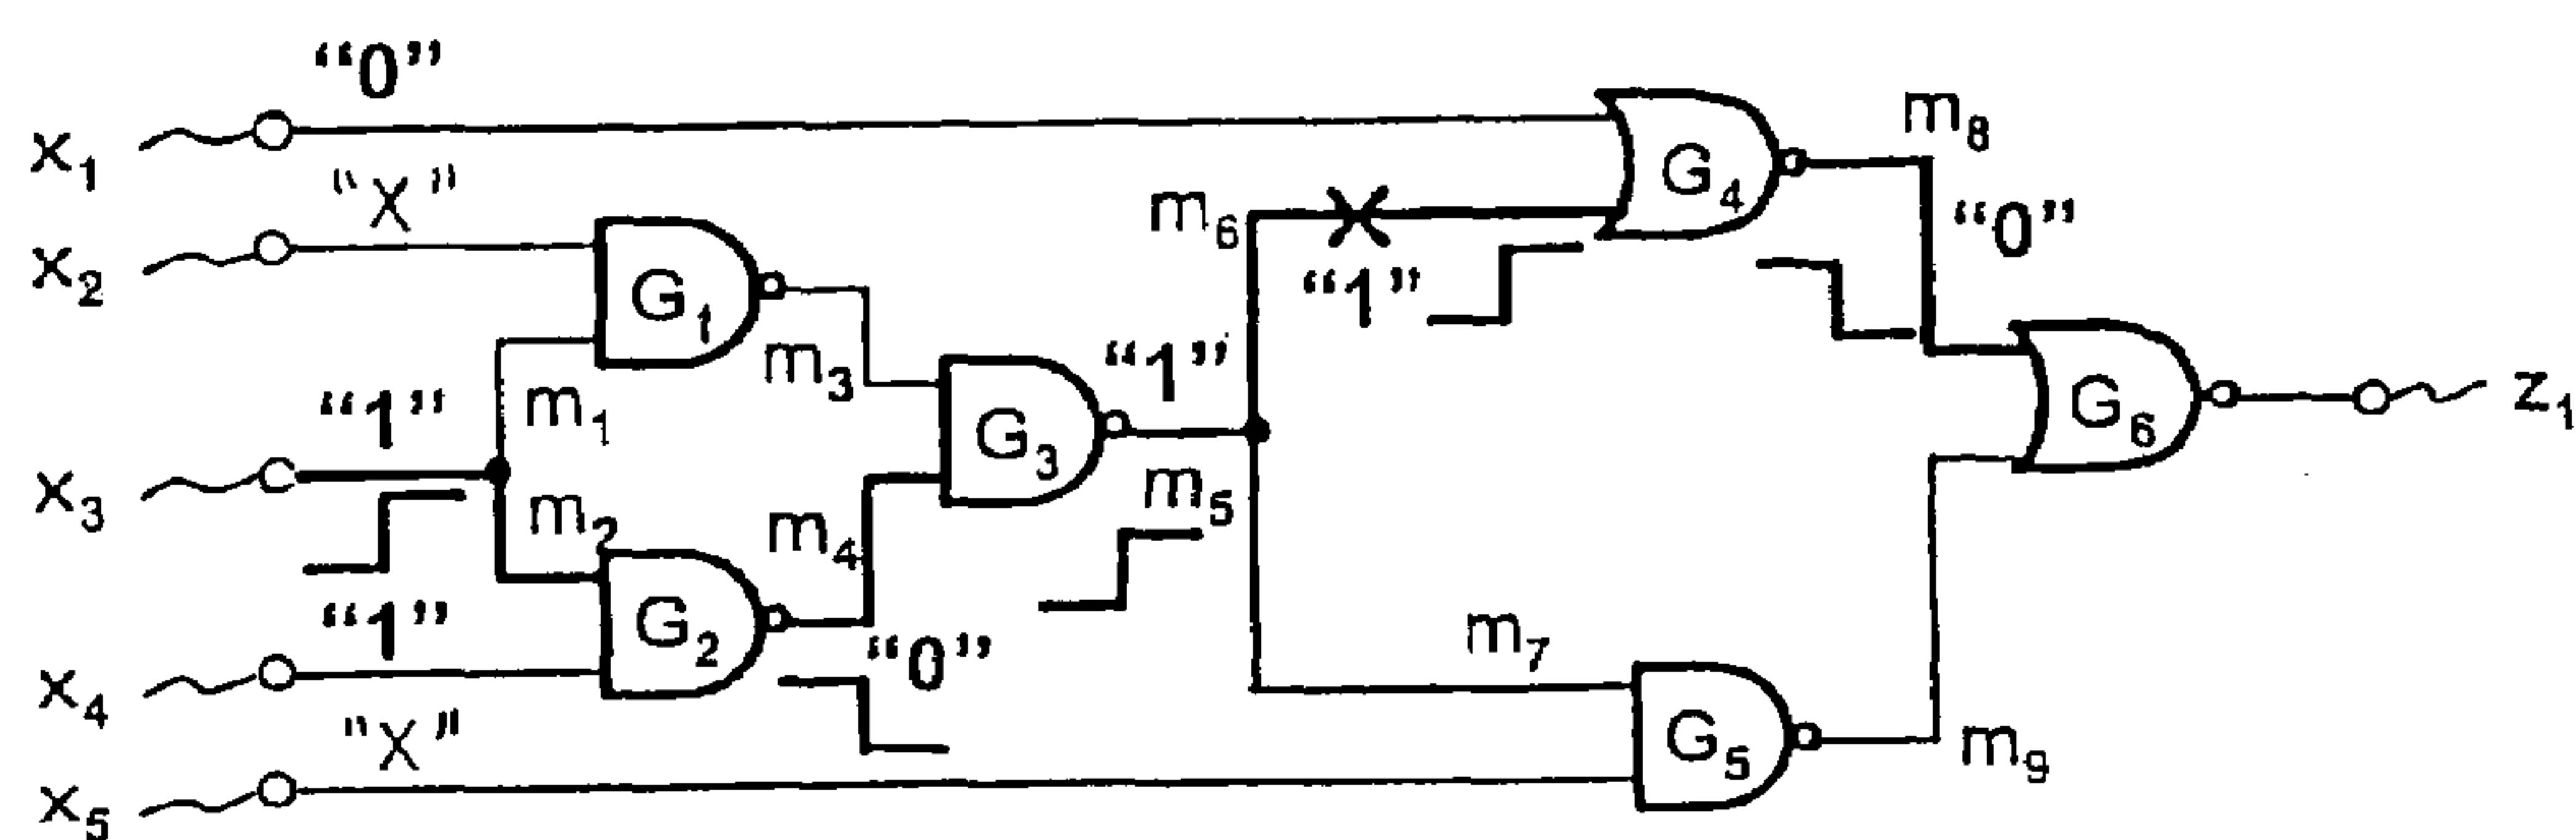 “0”
x₁
“X”
x₂
G₁
m₃
“1”
m₁
x₃
m₂
“1”
x₄
G₂
m₄
“0”
“X”
x₅
G₃
“1”
m₅
m₆
“1”
G₄
m₈
“0”
m₇
G₅
m₉
G₆
z₁